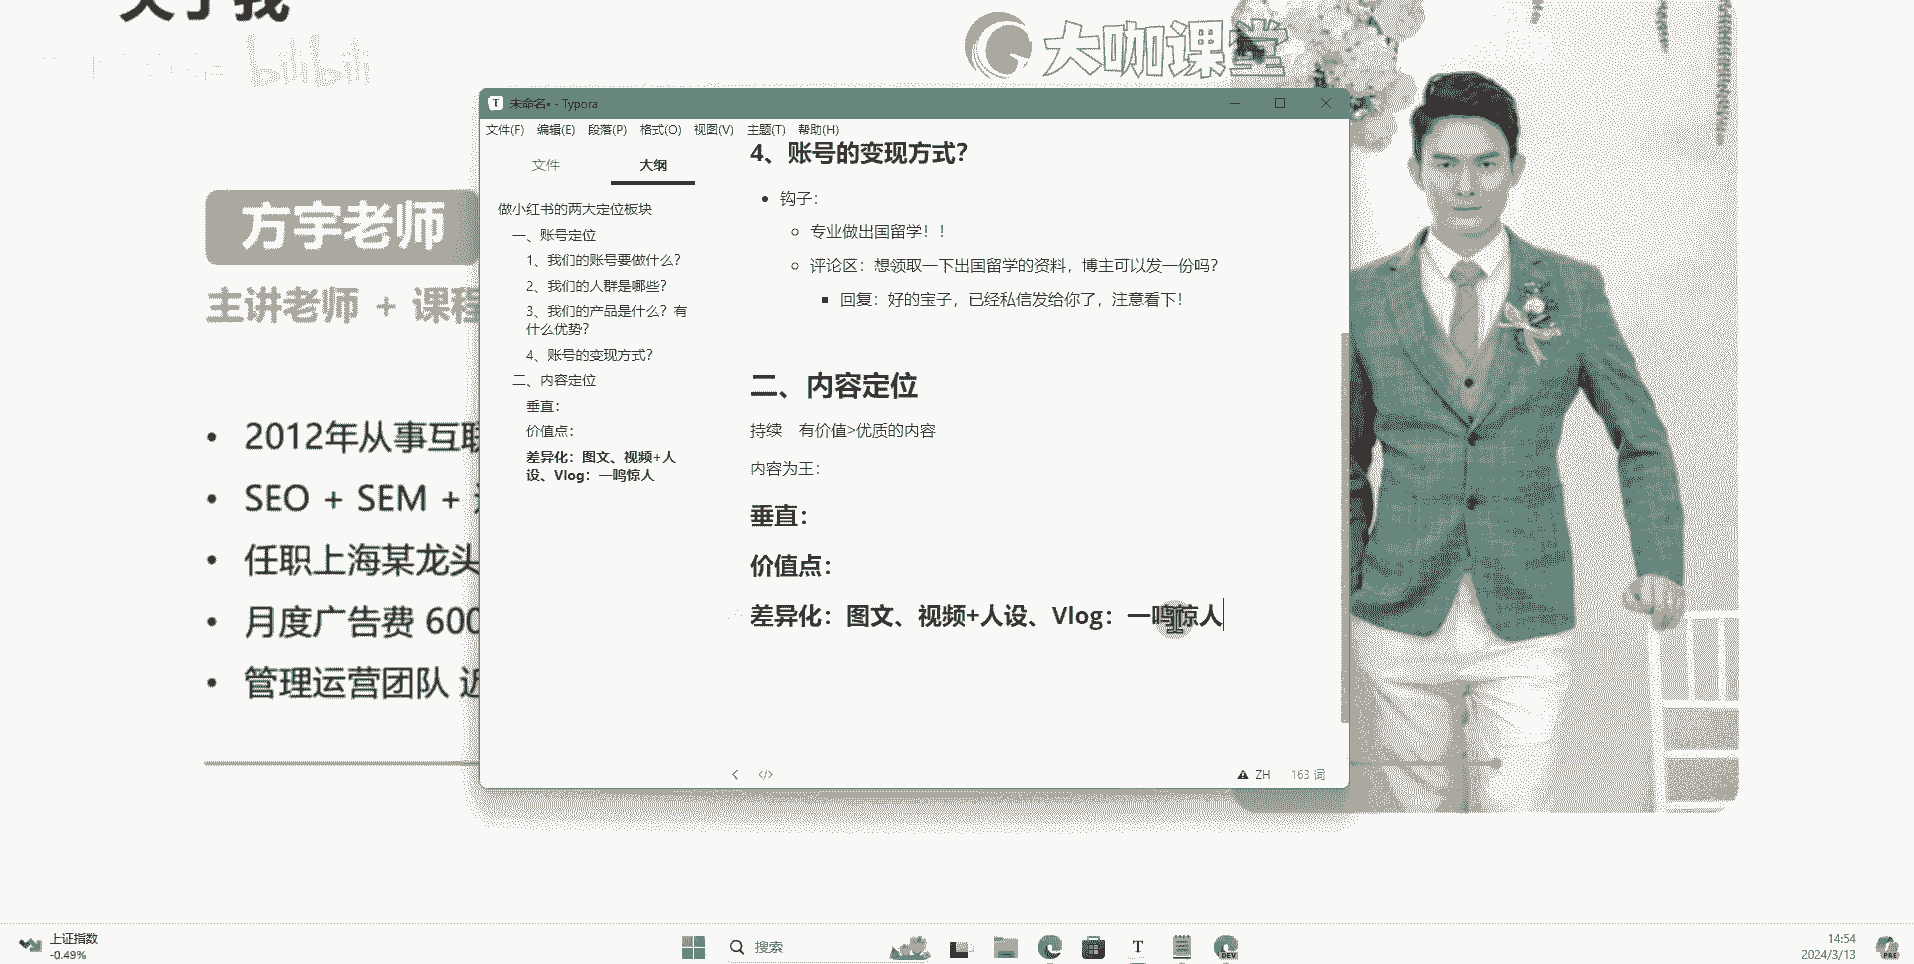 关于我
bilibili
大咖课堂
方宇老师
主讲老师 + 课程
2012年从事互联
SEO + SEM +
任职上海某龙头
月度广告费 600
管理运营团队 近
未命名• - Typora
文件(F) 编辑(E) 段落(P) 格式(O) 视图(V) 主题(T) 帮助(H)
文件 大纲
做小红书的两大定位板块
一、账号定位
1、我们的账号要做什么?
2、我们的人群是哪些?
3、我们的产品是什么?有
什么优势?
4、账号的变现方式?
二、内容定位
垂直:
价值点:
差异化:图文、视频+人
设、Vlog:一鸣惊人
4、账号的变现方式?
钩子:
专业做出国留学!!
评论区:想领取一下出国留学的资料,博主可以发一份吗?
回复:好的宝子,已经私信发给你了,注意看下!
二、内容定位
持续 有价值>优质的内容
内容为王:
垂直:
价值点:
差异化:图文、视频+人设、Vlog:一鸣惊人
ZH 163 词
上证指数
-0.49%
搜索
T
DEV
14:54
2024/3/13
PRE